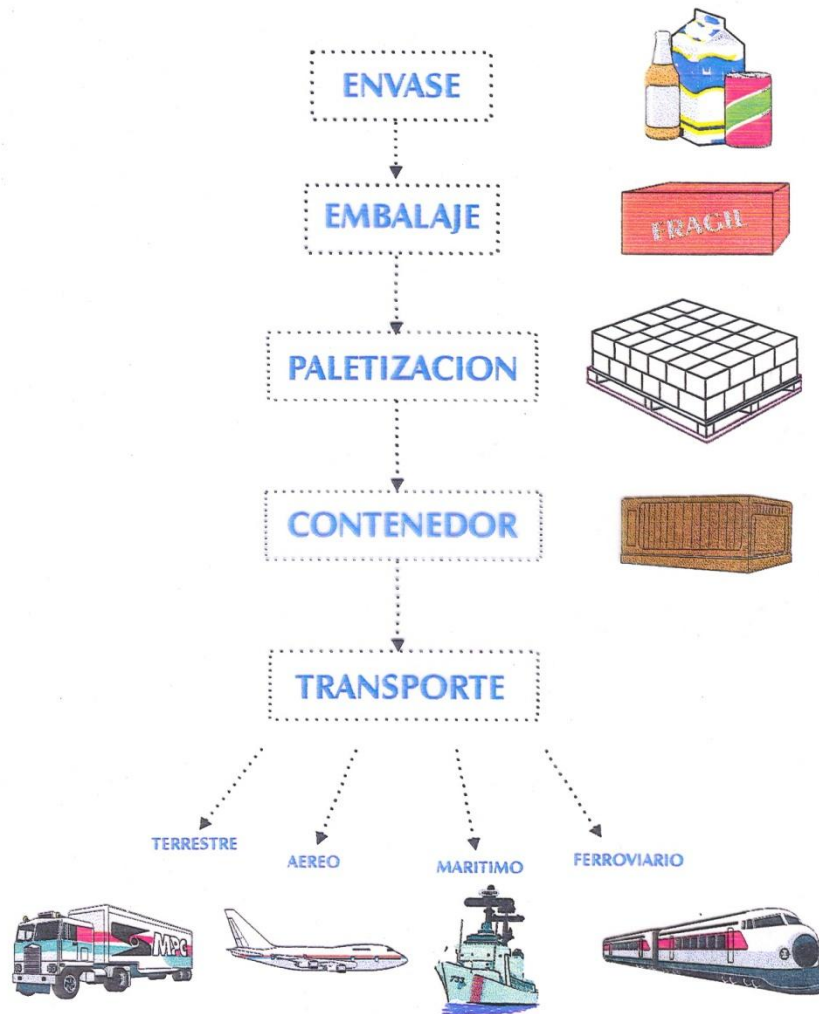 ENVASE
EMBALAJE
FRAGIL
PALETIZACION
CONTENEDOR
TRANSPORTE
TERRESTRE
AEREO
MARITIMO
FERROVIARIO
MPC